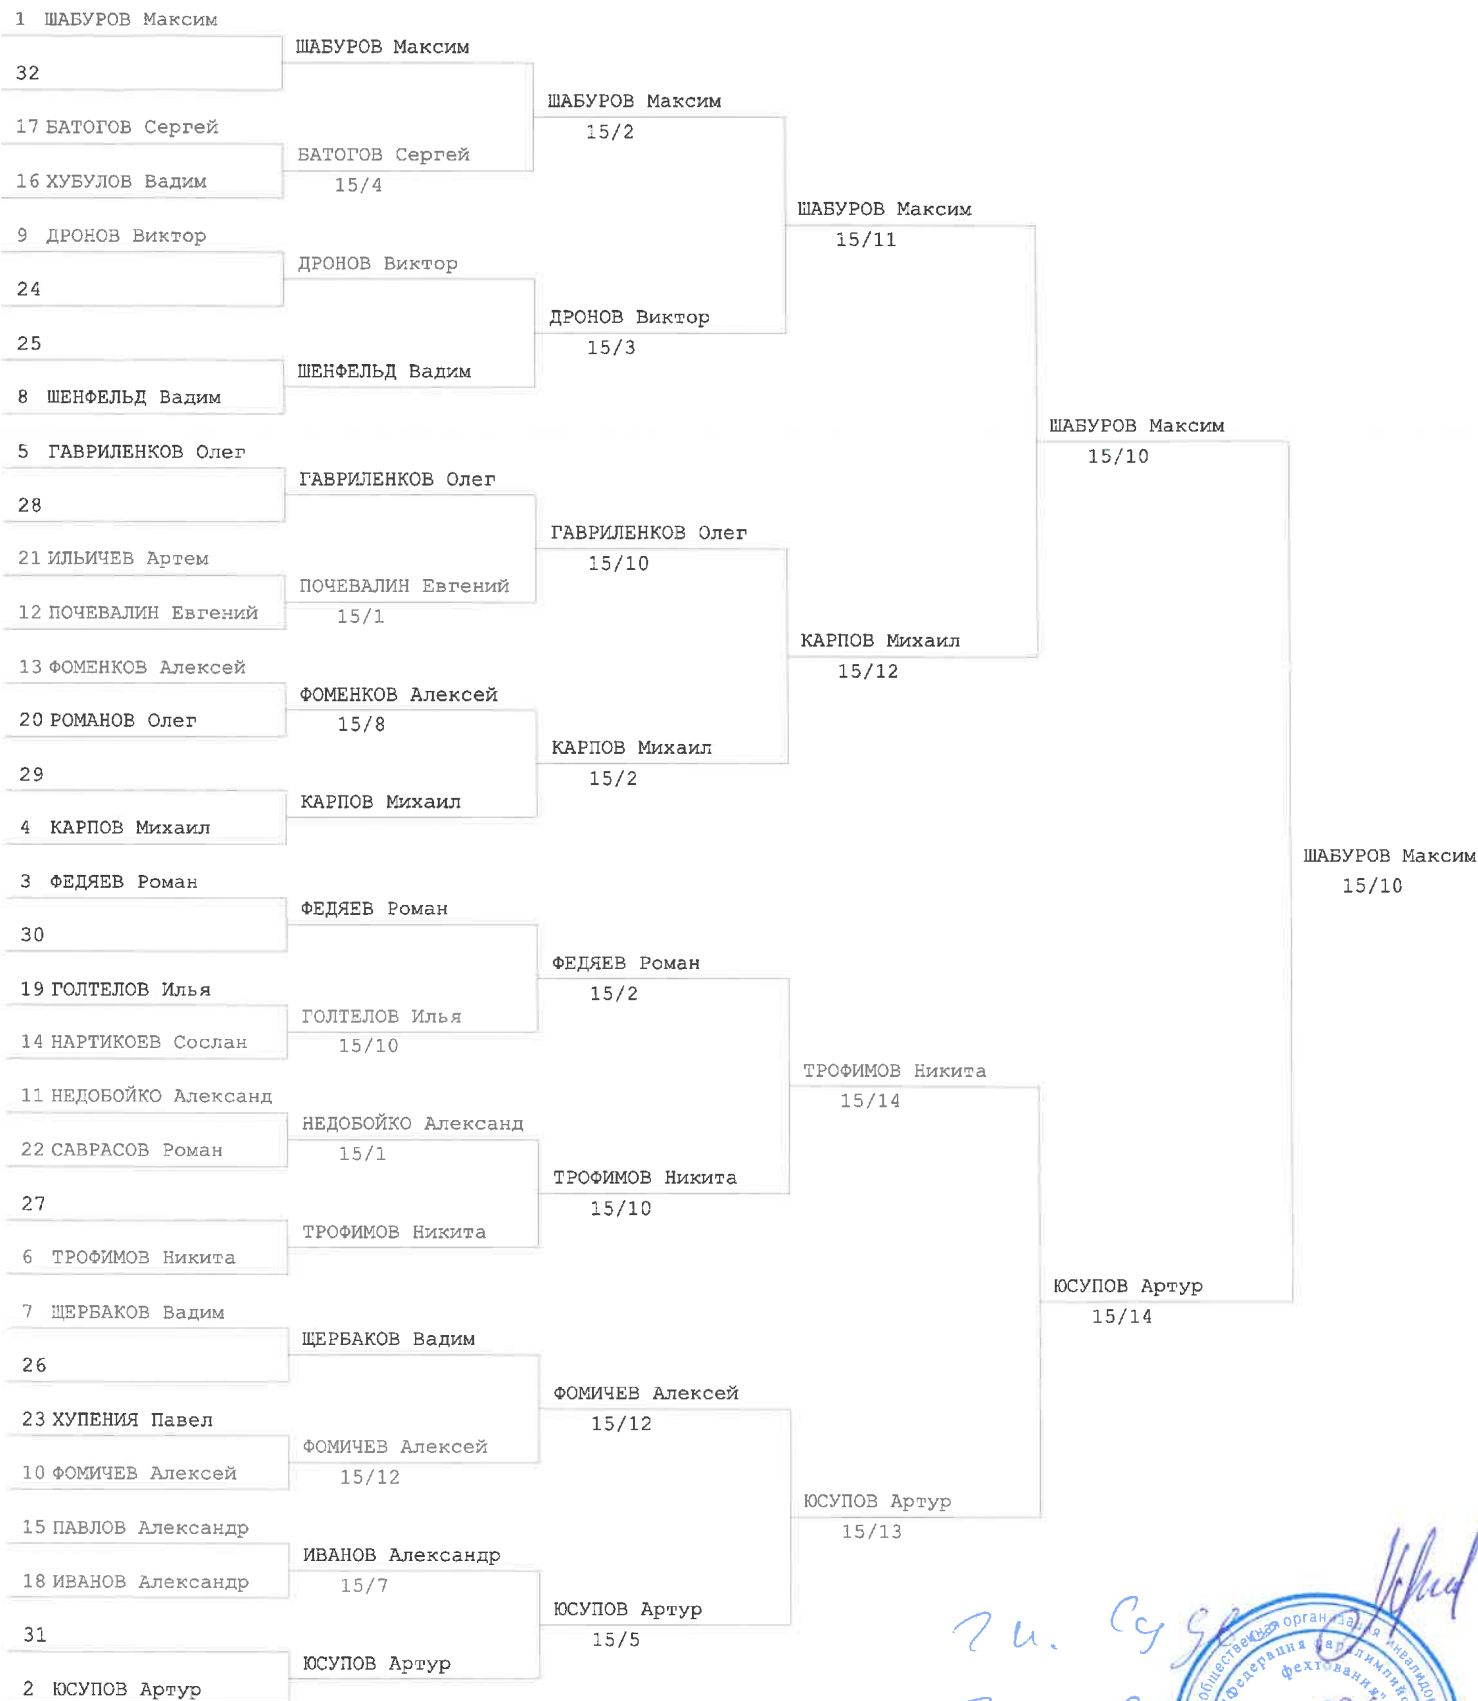 1 ШАБУРОВ Максим
ШАБУРОВ Максим
32
ШАБУРОВ Максим
15/2
17 БАТОГОВ Сергей
БАТОГОВ Сергей
15/4
16 ХУБУЛОВ Вадим
ШАБУРОВ Максим
15/11
9 ДРОНОВ Виктор
ДРОНОВ Виктор
24
ДРОНОВ Виктор
15/3
25
ШЕНФЕЛЬД Вадим
8 ШЕНФЕЛЬД Вадим
ШАБУРОВ Максим
15/10
5 ГАВРИЛЕНКОВ Олег
ГАВРИЛЕНКОВ Олег
28
ГАВРИЛЕНКОВ Олег
15/10
21 ИЛЬИЧЕВ Артем
ПОЧЕВАЛИН Евгений
15/1
12 ПОЧЕВАЛИН Евгений
КАРПОВ Михаил
15/12
13 ФОМЕНКОВ Алексей
ФОМЕНКОВ Алексей
15/8
20 РОМАНОВ Олег
КАРПОВ Михаил
15/2
29
КАРПОВ Михаил
4 КАРПОВ Михаил
ШАБУРОВ Максим
15/10
3 ФЕДЯЕВ Роман
ФЕДЯЕВ Роман
30
ФЕДЯЕВ Роман
15/2
19 ГОЛТЕЛОВ Илья
ГОЛТЕЛОВ Илья
15/10
14 НАРТИКОЕВ Сослан
ТРОФИМОВ Никита
15/14
11 НЕДОБОЙКО Александ
НЕДОБОЙКО Александ
15/1
22 САВРАСОВ Роман
ТРОФИМОВ Никита
15/10
27
ТРОФИМОВ Никита
6 ТРОФИМОВ Никита
ЮСУПОВ Артур
15/14
7 ЩЕРБАКОВ Вадим
ЩЕРБАКОВ Вадим
26
ФОМИЧЕВ Алексей
15/12
23 ХУПЕНИЯ Павел
ФОМИЧЕВ Алексей
15/12
10 ФОМИЧЕВ Алексей
ЮСУПОВ Артур
15/13
15 ПАВЛОВ Александр
ИВАНОВ Александр
15/7
18 ИВАНОВ Александр
ЮСУПОВ Артур
15/5
31
ЮСУПОВ Артур
2 ЮСУПОВ Артур